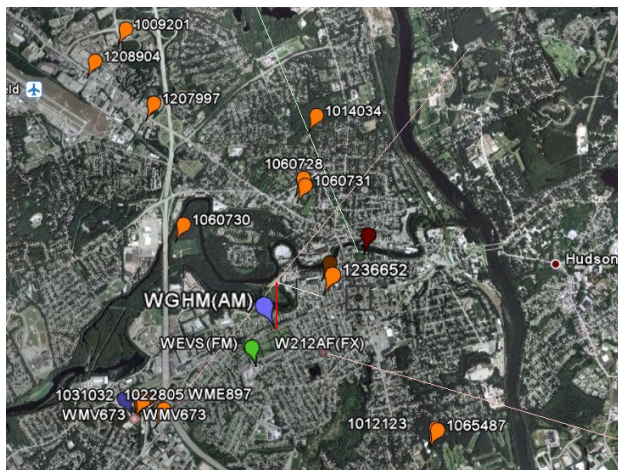 1009201
1208904
ld
1207997
1014034
1060728
1060731
1060730
Hudson
1236652
WGHM(AM)
WEVS(FM) W212AF(FX)
1031032 1022805 WME897
WMV673 WMV673
1012123 1065487